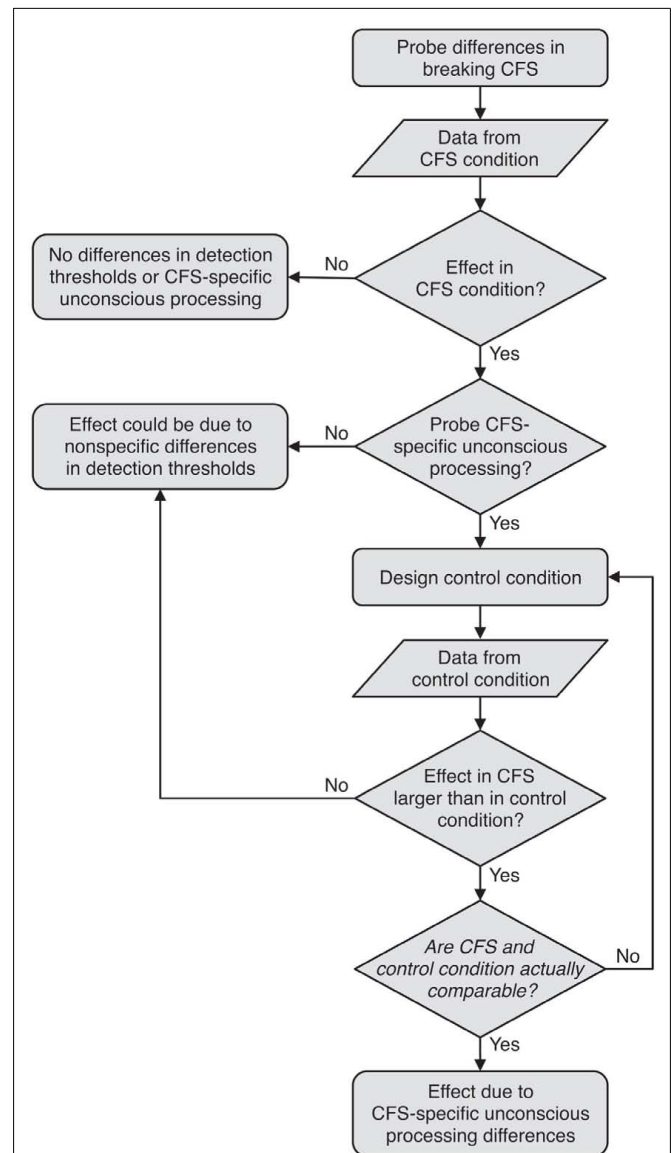 Probe differences in
breaking CFS
Data from
CFS condition
No differences in detection
thresholds or CFS-specific
unconscious processing
No
Effect in
CFS condition?
Yes
Effect could be due to
nonspecific differences
in detection thresholds
No
Probe CFS-
specific unconscious
processing?
Yes
Design control condition
Data from
control condition
No
Effect in CFS
larger than in control
condition?
Yes
Are CFS and
control condition actually
comparable?
No
Yes
Effect due to
CFS-specific unconscious
processing differences